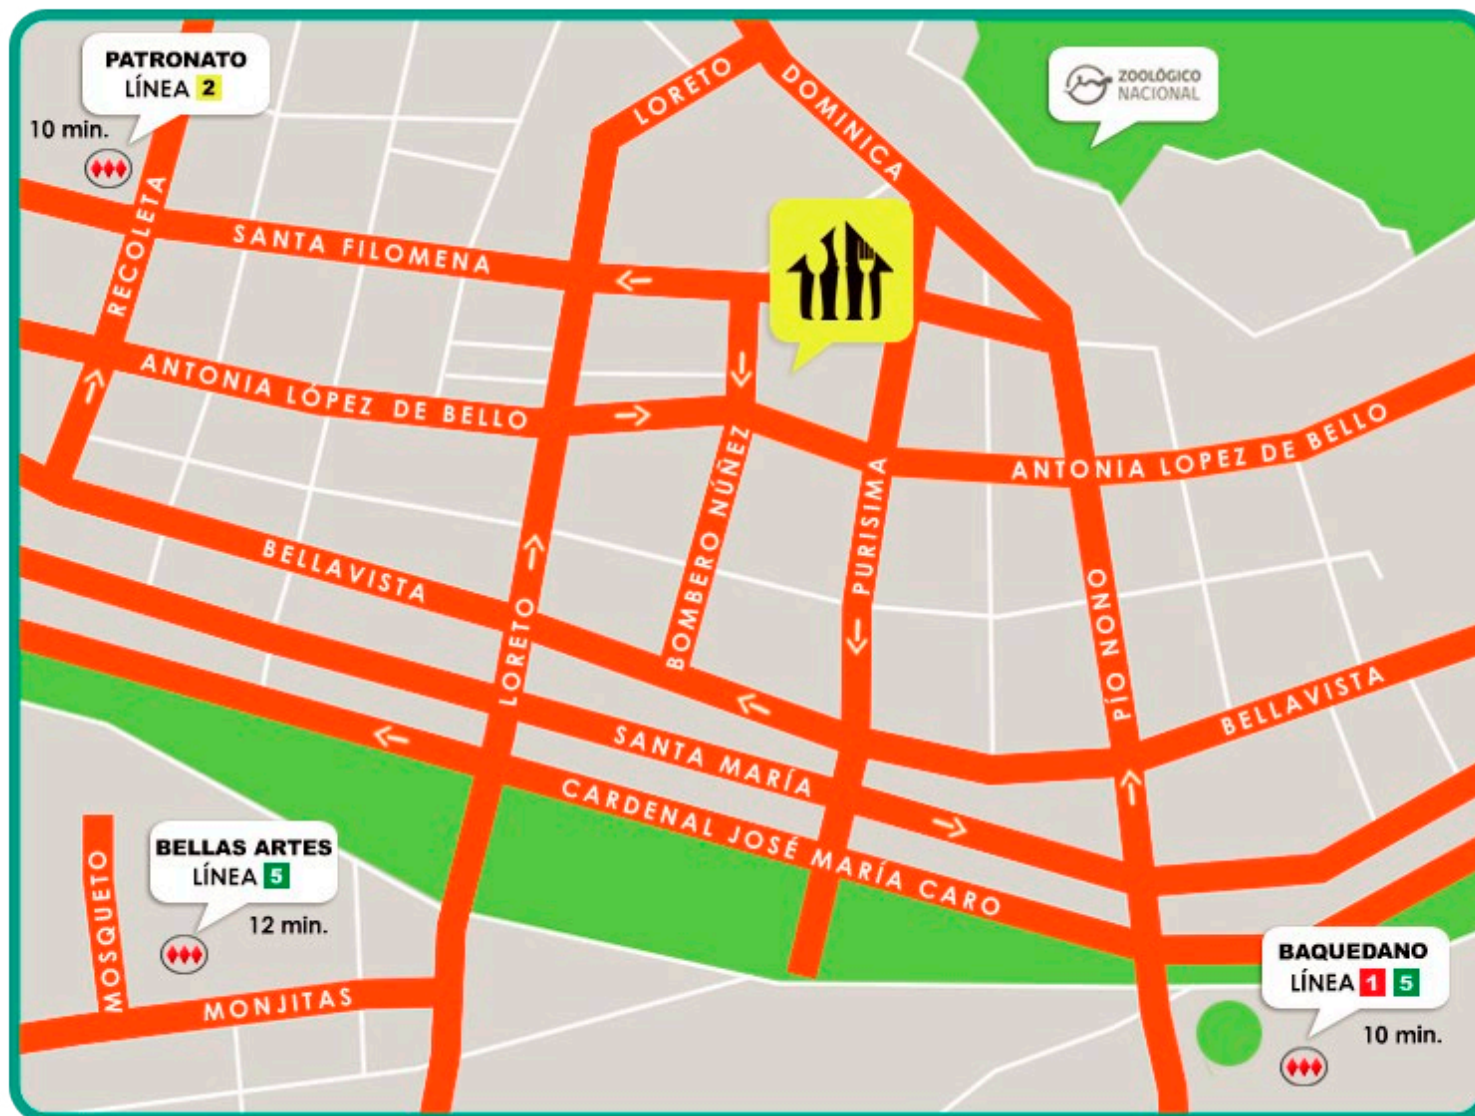 PATRONATO
LÍNEA 2
10 min.
LORETO
DOMINICA
ZOOLÓGICO
NACIONAL
RECOLETA
SANTA FILOMENA
ANTONIA LÓPEZ DE BELLO
ANTONIA LOPEZ DE BELLO
BOMBERO NÚÑEZ
PURISIMA
BELLAVISTA
LORETO
PÍO NONO
BELLAVISTA
SANTA MARÍA
CARDENAL JOSÉ MARÍA CARO
BELLAS ARTES
LÍNEA 5
12 min.
MOSQUETO
MONJITAS
BAQUEDANO
LÍNEA 1 5
10 min.